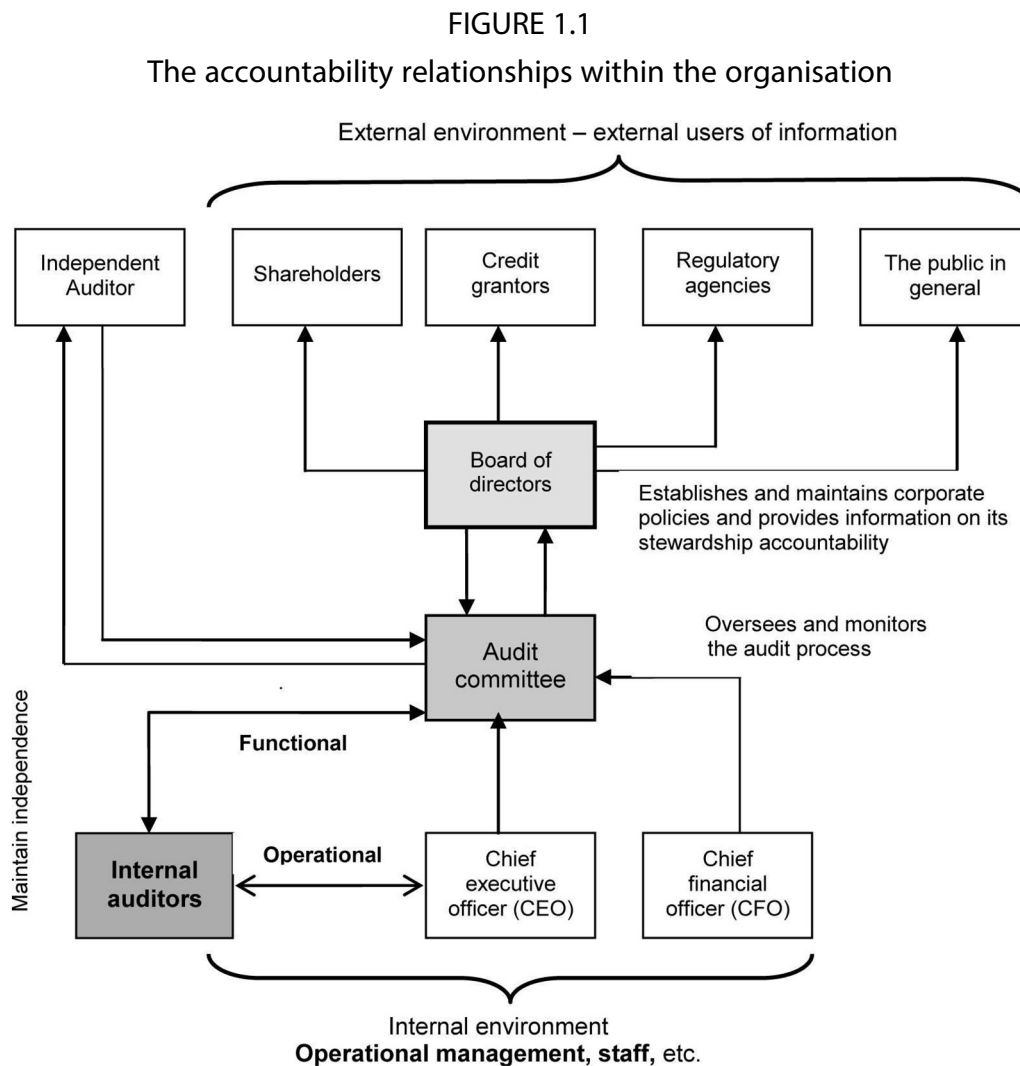 FIGURE 1.1
The accountability relationships within the organisation
External environment – external users of information
Independent
Auditor
Shareholders
Credit
grantors
Regulatory
agencies
The public in
general
Board of
directors
Establishes and maintains corporate
policies and provides information on its
stewardship accountability
Oversees and monitors
the audit process
Audit
committee
Functional
Maintain independence
Internal
auditors
Operational
Chief
executive
officer (CEO)
Chief
financial
officer (CFO)
Internal environment
Operational management, staff, etc.